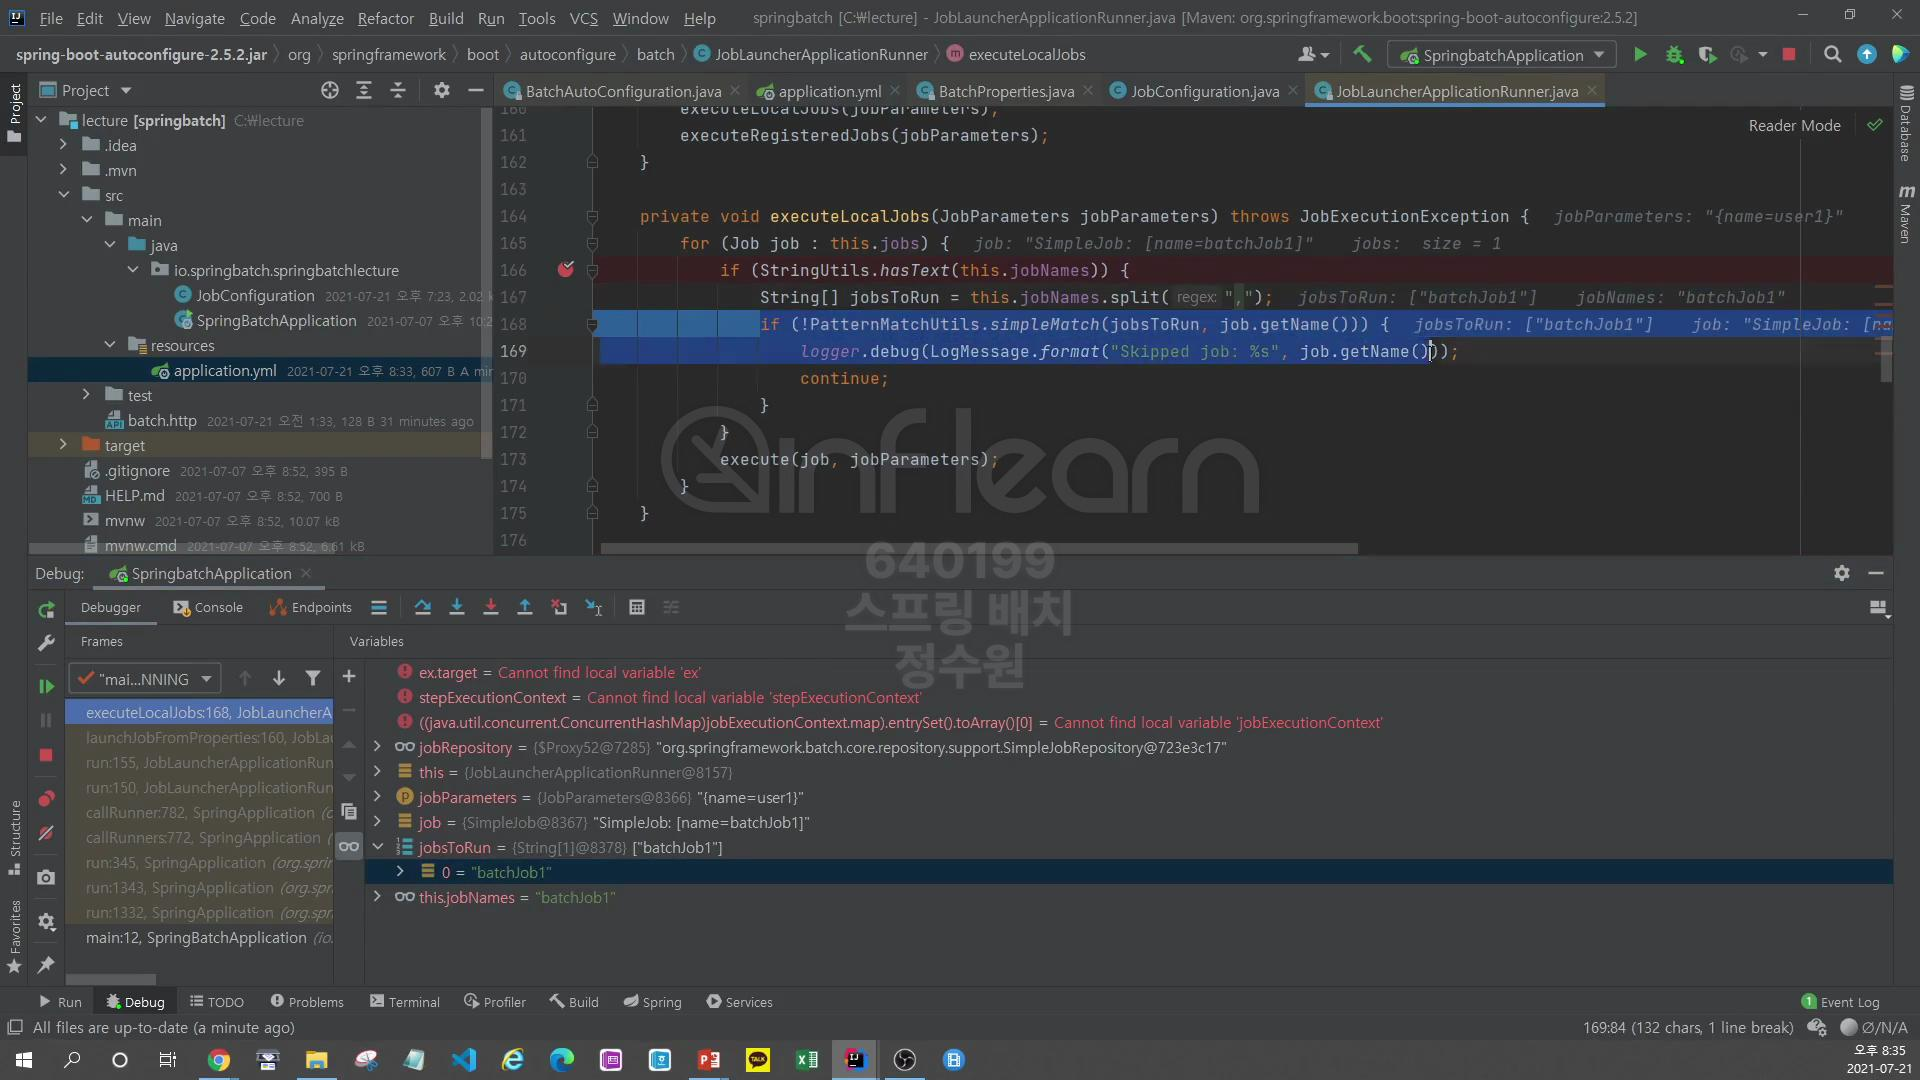 File Edit View Navigate Code Analyze Refactor Build Run Tools VCS Window Help springbatch [C:₩lecture] - JobLauncherApplicationRunner.java [Maven: org.springframework.boot:spring-boot-autoconfigure:2.5.2]
spring-boot-autoconfigure-2.5.2.jar org springframework boot autoconfigure batch JobLauncherApplicationRunner executeLocalJobs SpringbatchApplication
Project BatchAutoConfiguration.java application.yml BatchProperties.java JobConfiguration.java JobLauncherApplicationRunner.java
Project
Database
Maven
Structure
Favorites
lecture [springbatch] C:₩lecture
.idea
.mvn
src
main
java
io.springbatch.springbatchlecture
JobConfiguration 2021-07-21 오후 7:23, 2.02
SpringBatchApplication 2021-07-21 오후 10:2
resources
application.yml 2021-07-21 오후 8:33, 607 B A mi
test
batch.http 2021-07-21 오전 1:33, 128 B 31 minutes ago
target
.gitignore 2021-07-07 오후 8:52, 395 B
HELP.md 2021-07-07 오후 8:52, 700 B
mvnw 2021-07-07 오후 8:52, 10.07 kB
mvnw.cmd 2021-07-07 오후 8:52, 6.61 kB
Reader Mode
160 executeLocalJobs(jobParameters);
161 executeRegisteredJobs(jobParameters);
162 }
163
164 private void executeLocalJobs(JobParameters jobParameters) throws JobExecutionException { jobParameters: "{name=user1}"
165 for (Job job : this.jobs) { job: "SimpleJob: [name=batchJob1]" jobs: size = 1
166 if (StringUtils.hasText(this.jobNames)) {
167 String[] jobsToRun = this.jobNames.split( regex: ","); jobsToRun: ["batchJob1"] jobNames: "batchJob1"
168 if (!PatternMatchUtils.simpleMatch(jobsToRun, job.getName())) { jobsToRun: ["batchJob1"] job: "SimpleJob: [na
169 logger.debug(LogMessage.format("Skipped job: %s", job.getName()));
170 continue;
171 }
172 }
173 execute(job, jobParameters);
174 }
175 }
176
inflearn
640199
스프링 배치
정수원
Debug: SpringbatchApplication
Debugger Console Endpoints
Frames Variables
"mai...NNING
executeLocalJobs:168, JobLauncherA
launchJobFromProperties:160, JobLau
run:155, JobLauncherApplicationRun
run:150, JobLauncherApplicationRun
callRunner:782, SpringApplication (o
callRunners:772, SpringApplication
run:345, SpringApplication (org.spri
run:1343, SpringApplication (org.spr
run:1332, SpringApplication (org.spr
main:12, SpringBatchApplication (io.
ex.target = Cannot find local variable 'ex'
stepExecutionContext = Cannot find local variable 'stepExecutionContext'
((java.util.concurrent.ConcurrentHashMap)jobExecutionContext.map).entrySet().toArray()[0] = Cannot find local variable 'jobExecutionContext'
jobRepository = {$Proxy52@7285} "org.springframework.batch.core.repository.support.SimpleJobRepository@723e3c17"
this = {JobLauncherApplicationRunner@8157}
jobParameters = {JobParameters@8366} "{name=user1}"
job = {SimpleJob@8367} "SimpleJob: [name=batchJob1]"
jobsToRun = {String[1]@8378} ["batchJob1"]
0 = "batchJob1"
this.jobNames = "batchJob1"
Run Debug TODO Problems Terminal Profiler Build Spring Services 1 Event Log
All files are up-to-date (a minute ago) 169:84 (132 chars, 1 line break) Ø/N/A
오후 8:35
2021-07-21